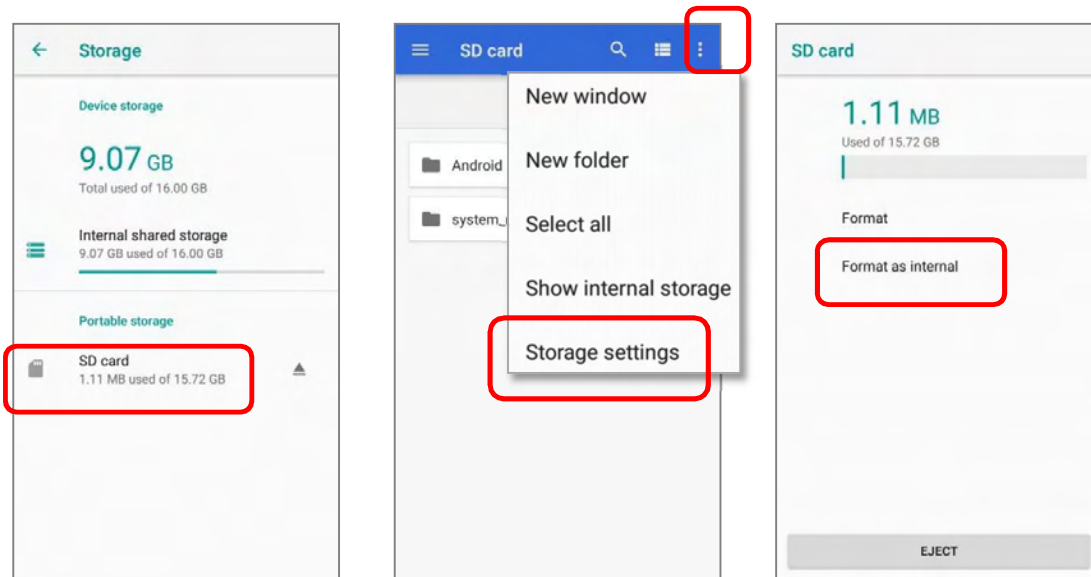 Storage
Device storage
9.07 GB
Total used of 16.00 GB
Internal shared storage
9.07 GB used of 16.00 GB
Portable storage
SD card
1.11 MB used of 15.72 GB
SD card
New window
New folder
Select all
Show internal storage
Storage settings
Android
system_
SD card
1.11 MB
Used of 15.72 GB
Format
Format as internal
EJECT